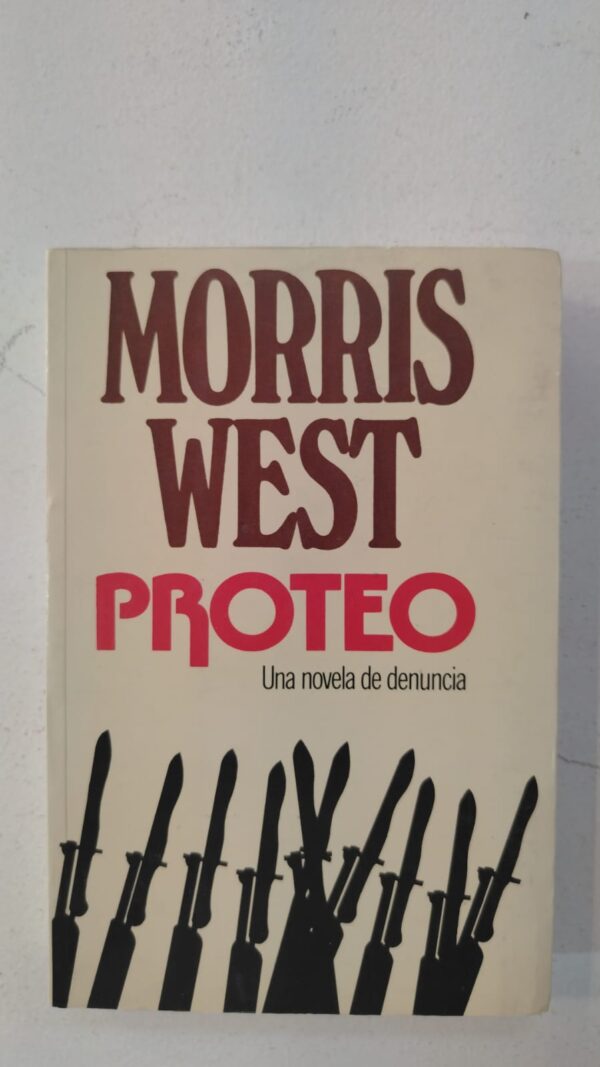 MORRIS
WEST
PROTEO
Una novela de denuncia